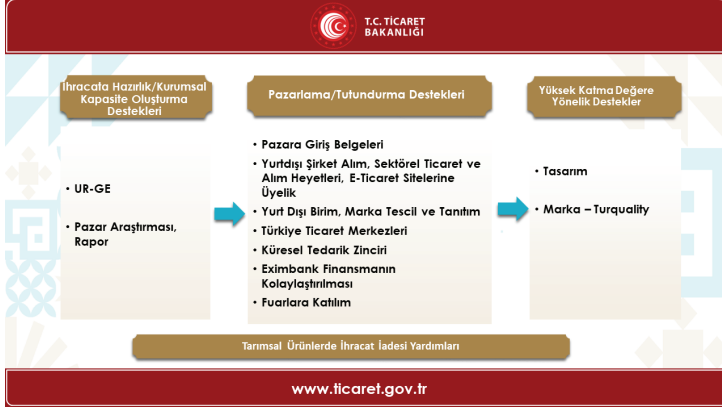 T.C. TİCARET
BAKANLIĞI
İhracata Hazırlık/Kurumsal
Kapasite Oluşturma
Destekleri
Pazarlama/Tutundurma Destekleri
Yüksek Katma Değere
Yönelik Destekler
• UR-GE
• Pazar Araştırması,
Rapor
• Pazara Giriş Belgeleri
• Yurtdışı Şirket Alım, Sektörel Ticaret ve
Alım Heyetleri, E-Ticaret Sitelerine
Üyelik
• Yurt Dışı Birim, Marka Tescil ve Tanıtım
• Türkiye Ticaret Merkezleri
• Küresel Tedarik Zinciri
• Eximbank Finansmanın
Kolaylaştırılması
• Fuarlara Katılım
• Tasarım
• Marka – Turquality
Tarımsal Ürünlerde İhracat İadesi Yardımları
www.ticaret.gov.tr